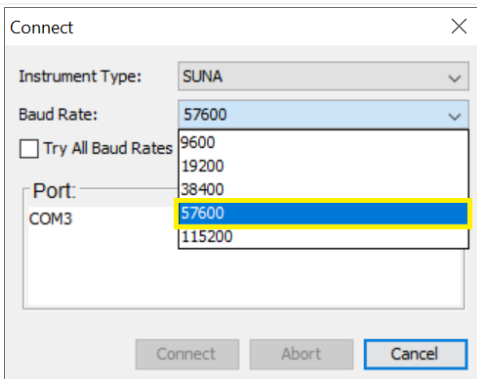 Connect
Instrument Type: SUNA
Baud Rate: 57600
Try All Baud Rates
9600
19200
38400
57600
115200
Port:
COM3
Connect Abort Cancel